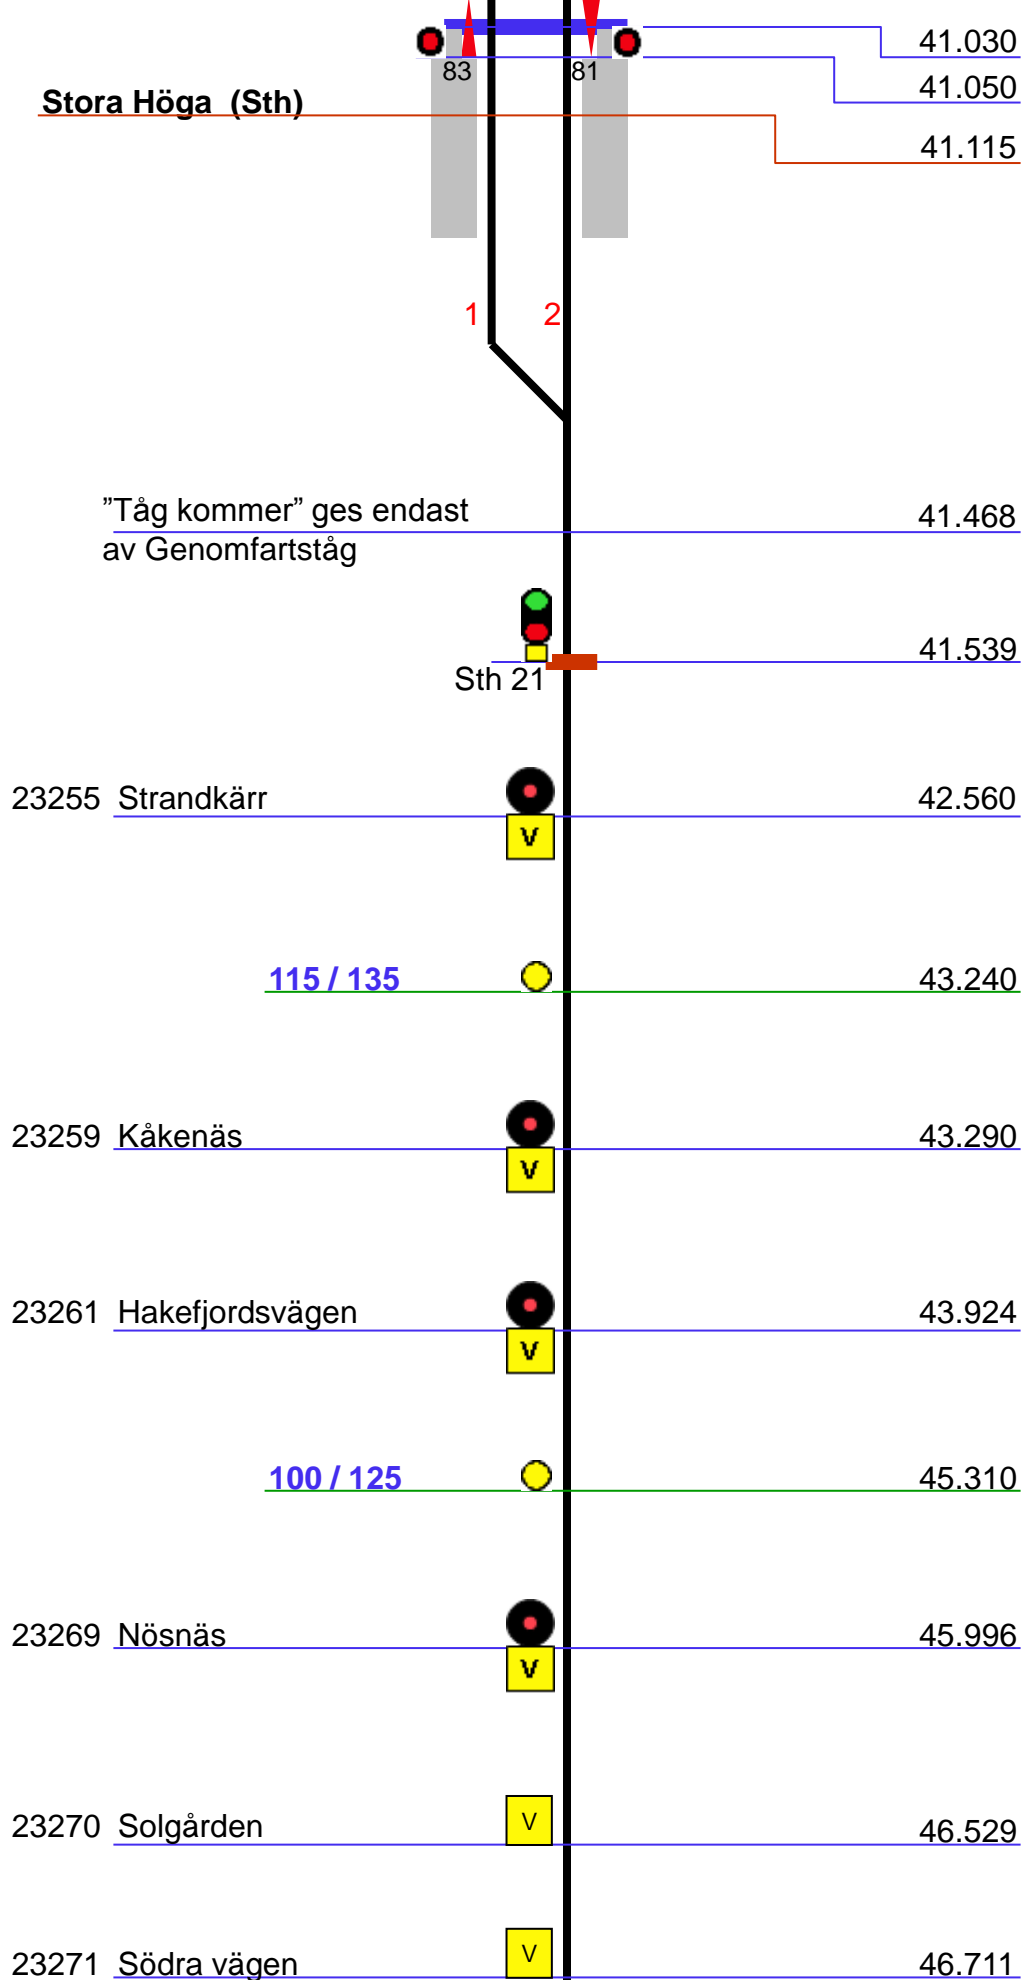 41.030
83 81
41.050
Stora Höga (Sth)
41.115
1 2
”Tåg kommer” ges endast 41.468
av Genomfartståg
41.539
Sth 21
23255 Strandkärr 42.560
V
115 / 135 43.240
23259 Kåkenäs 43.290
V
23261 Hakefjordsvägen 43.924
V
100 / 125 45.310
23269 Nösnäs 45.996
V
23270 Solgården V 46.529
23271 Södra vägen V 46.711